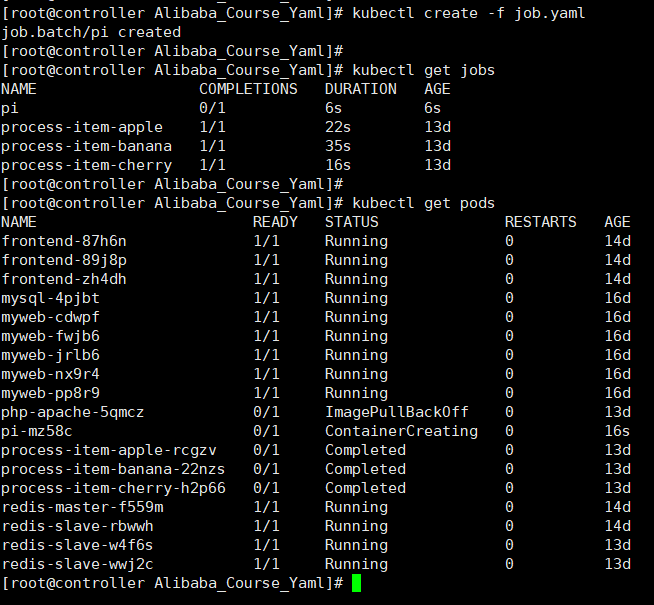 [root@controller Alibaba_Course_Yaml]# kubectl create -f job.yaml
job.batch/pi created
[root@controller Alibaba_Course_Yaml]#
[root@controller Alibaba_Course_Yaml]# kubectl get jobs
NAME COMPLETIONS DURATION AGE
pi 0/1 6s 6s
process-item-apple 1/1 22s 13d
process-item-banana 1/1 35s 13d
process-item-cherry 1/1 16s 13d
[root@controller Alibaba_Course_Yaml]#
[root@controller Alibaba_Course_Yaml]# kubectl get pods
NAME READY STATUS RESTARTS AGE
frontend-87h6n 1/1 Running 0 14d
frontend-89j8p 1/1 Running 0 14d
frontend-zh4dh 1/1 Running 0 14d
mysql-4pjbt 1/1 Running 0 16d
myweb-cdwpf 1/1 Running 0 16d
myweb-fwjb6 1/1 Running 0 16d
myweb-jrlb6 1/1 Running 0 16d
myweb-nx9r4 1/1 Running 0 16d
myweb-pp8r9 1/1 Running 0 16d
php-apache-5qmcz 0/1 ImagePullBackOff 0 13d
pi-mz58c 0/1 ContainerCreating 0 16s
process-item-apple-rcgzv 0/1 Completed 0 13d
process-item-banana-22nzs 0/1 Completed 0 13d
process-item-cherry-h2p66 0/1 Completed 0 13d
redis-master-f559m 1/1 Running 0 14d
redis-slave-rbwwh 1/1 Running 0 14d
redis-slave-w4f6s 1/1 Running 0 13d
redis-slave-wwj2c 1/1 Running 0 13d
[root@controller Alibaba_Course_Yaml]#